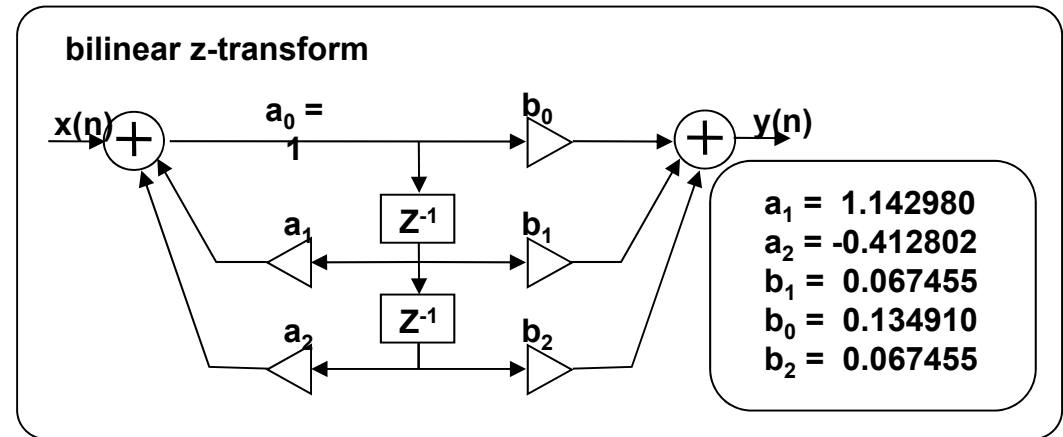 bilinear z-transform
x(n)
a₀ =
1
b₀
y(n)
Z⁻¹
a₁
b₁
Z⁻¹
a₂
b₂
a₁ = 1.142980
a₂ = -0.412802
b₁ = 0.067455
b₀ = 0.134910
b₂ = 0.067455